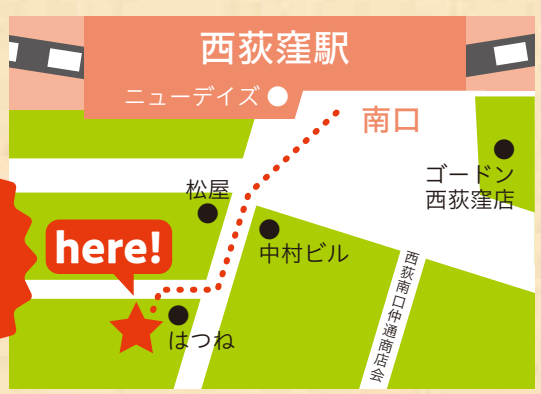 西荻窪駅
ニューデイズ
南口
ゴードン
西荻窪店
松屋
中村ビル
here!
西荻南口仲通商店会
はつね